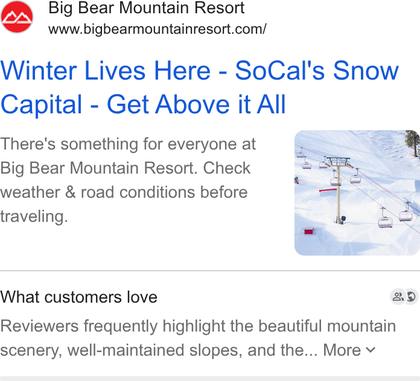 Big Bear Mountain Resort
www.bigbearmountainresort.com/
Winter Lives Here - SoCal's Snow
Capital - Get Above it All
There's something for everyone at
Big Bear Mountain Resort. Check
weather & road conditions before
traveling.
What customers love
Reviewers frequently highlight the beautiful mountain
scenery, well-maintained slopes, and the... More